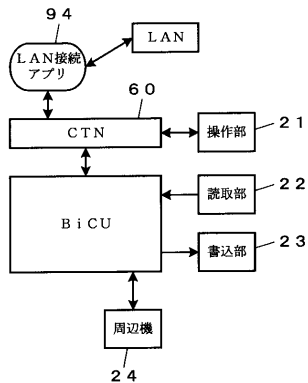 94
LAN接続
アプリ
LAN
60
CTN
操作部
21
BiCU
読取部
22
書込部
23
周辺機
24